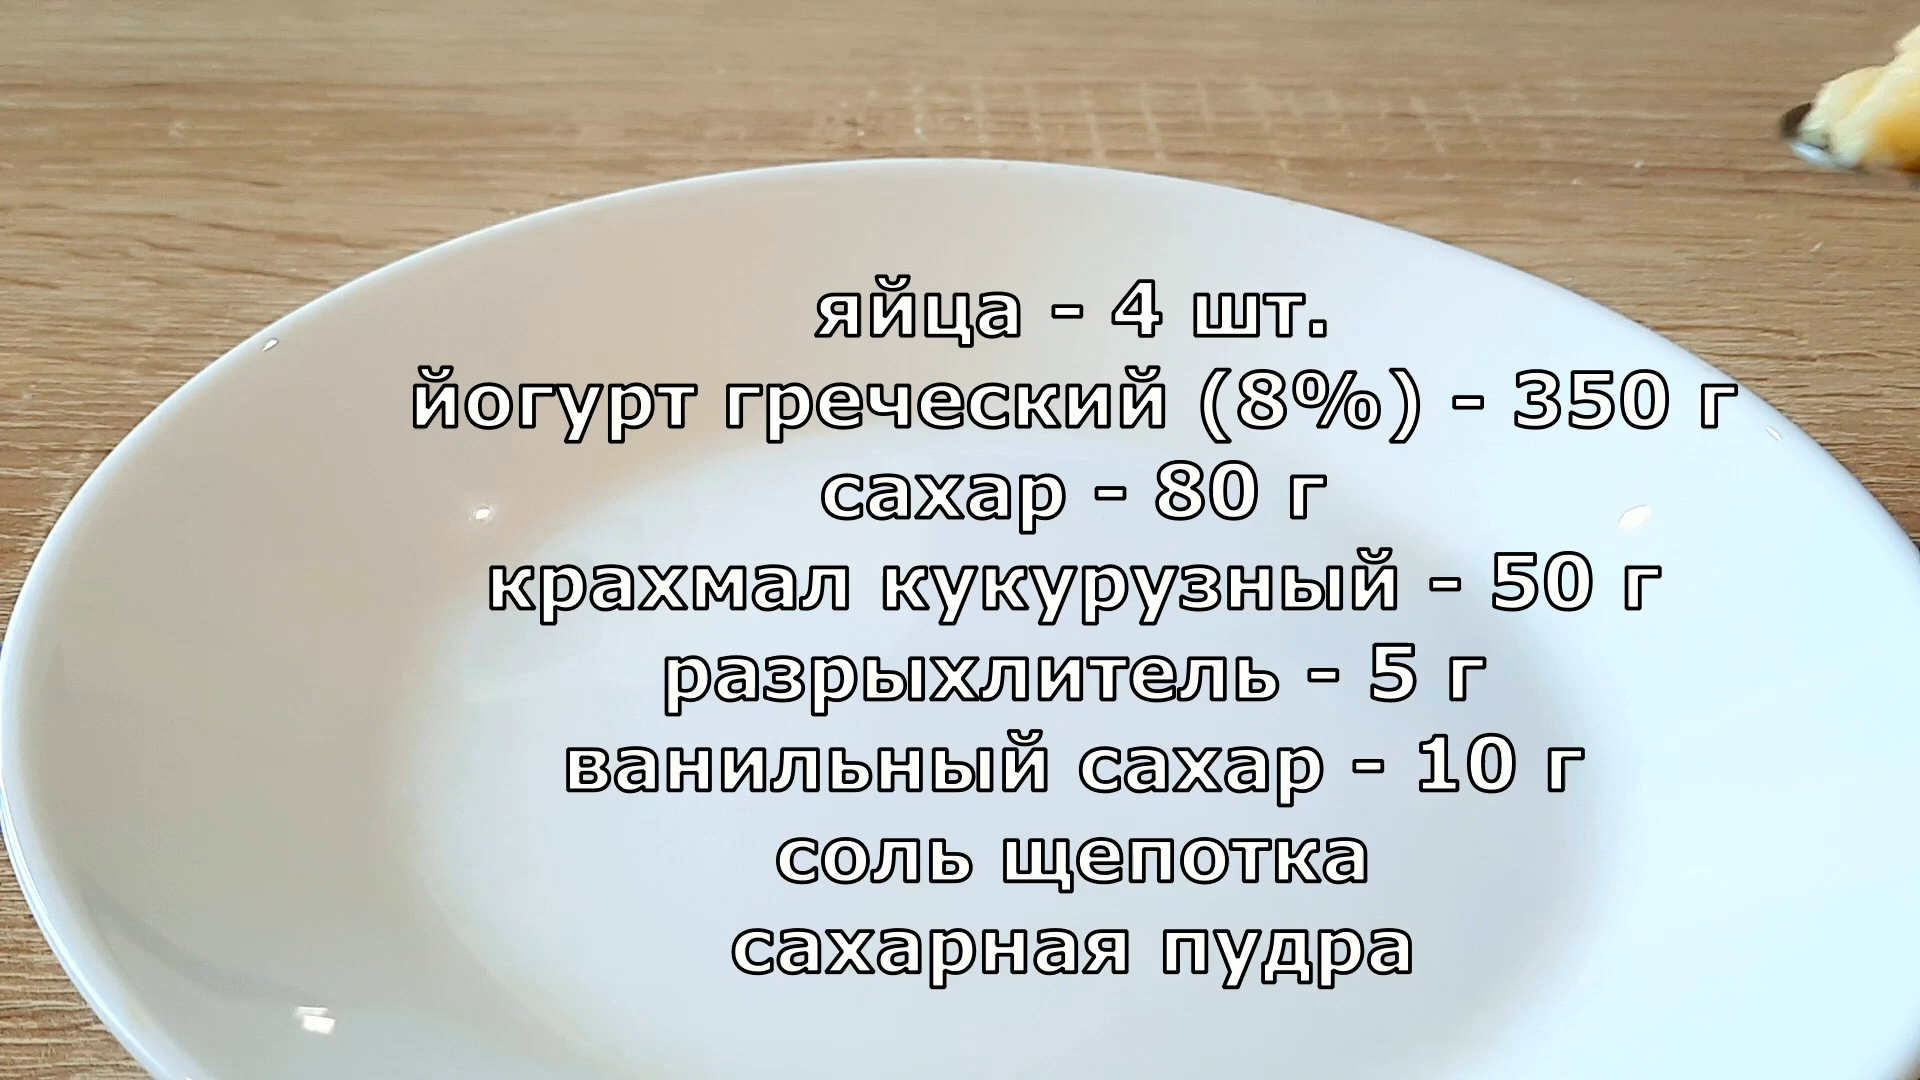 яйца - 4 шт.
йогурт греческий (8%) - 350 г
сахар - 80 г
крахмал кукурузный - 50 г
разрыхлитель - 5 г
ванильный сахар - 10 г
соль щепотка
сахарная пудра